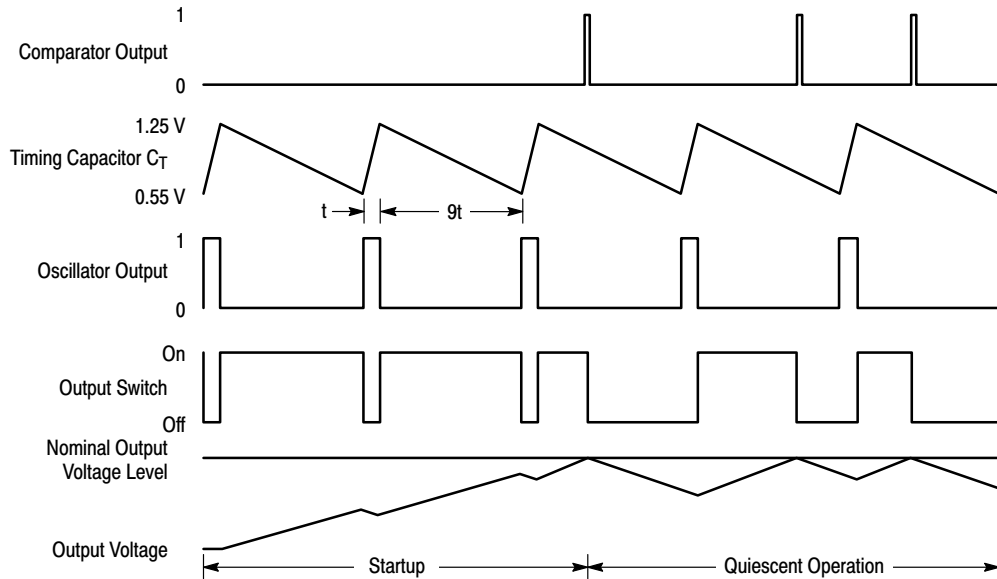 1
Comparator Output
0
1.25 V
Timing Capacitor CT
0.55 V
t
9t
1
Oscillator Output
0
On
Output Switch
Off
Nominal Output
Voltage Level
Output Voltage
Startup
Quiescent Operation